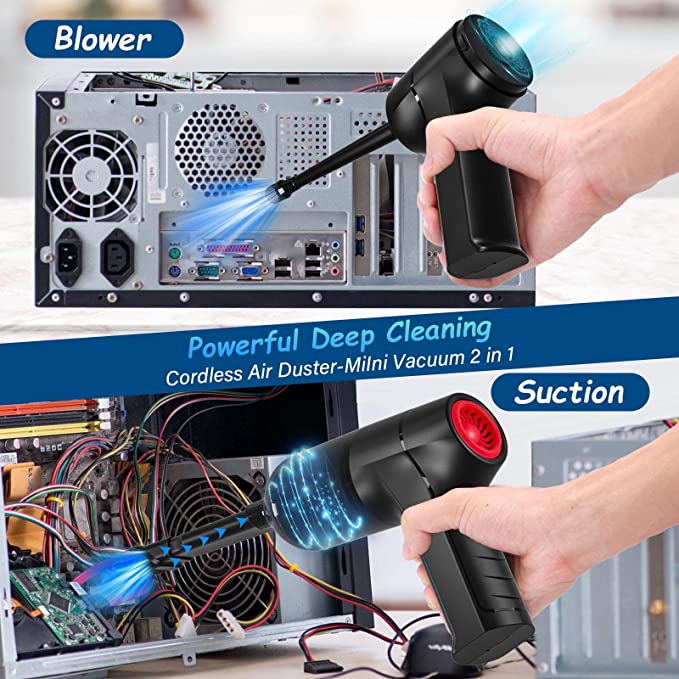 Blower
Powerful Deep Cleaning
Cordless Air Duster-Milni Vacuum 2 in 1
Suction